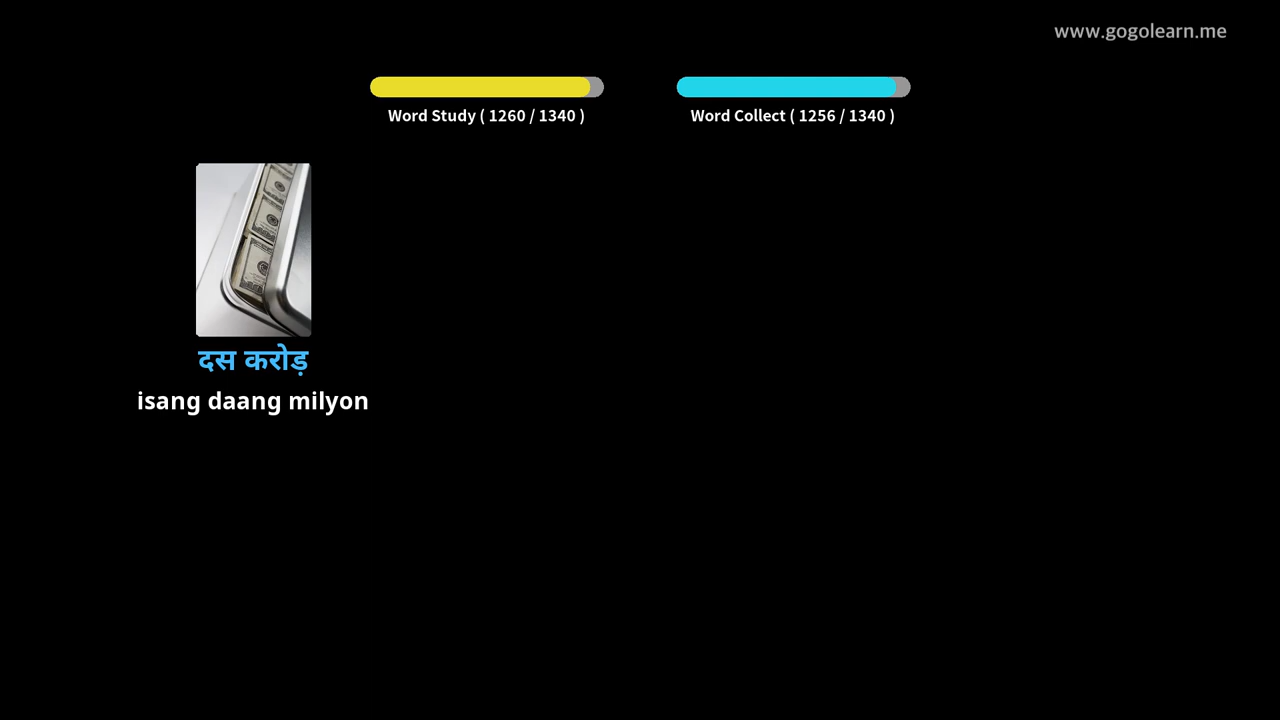 www.gogolearn.me
Word Study ( 1260 / 1340 )
Word Collect ( 1256 / 1340 )
दस करोड़
isang daang milyon